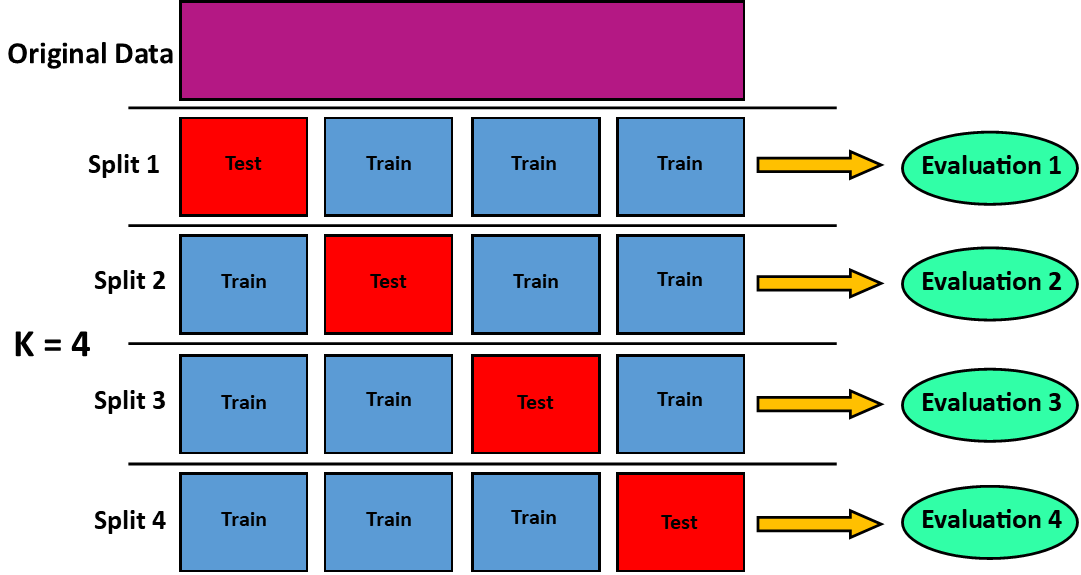 Original Data
Split 1 Test Train Train Train Evaluation 1
Split 2 Train Test Train Train Evaluation 2
K = 4
Split 3 Train Train Test Train Evaluation 3
Split 4 Train Train Train Test Evaluation 4